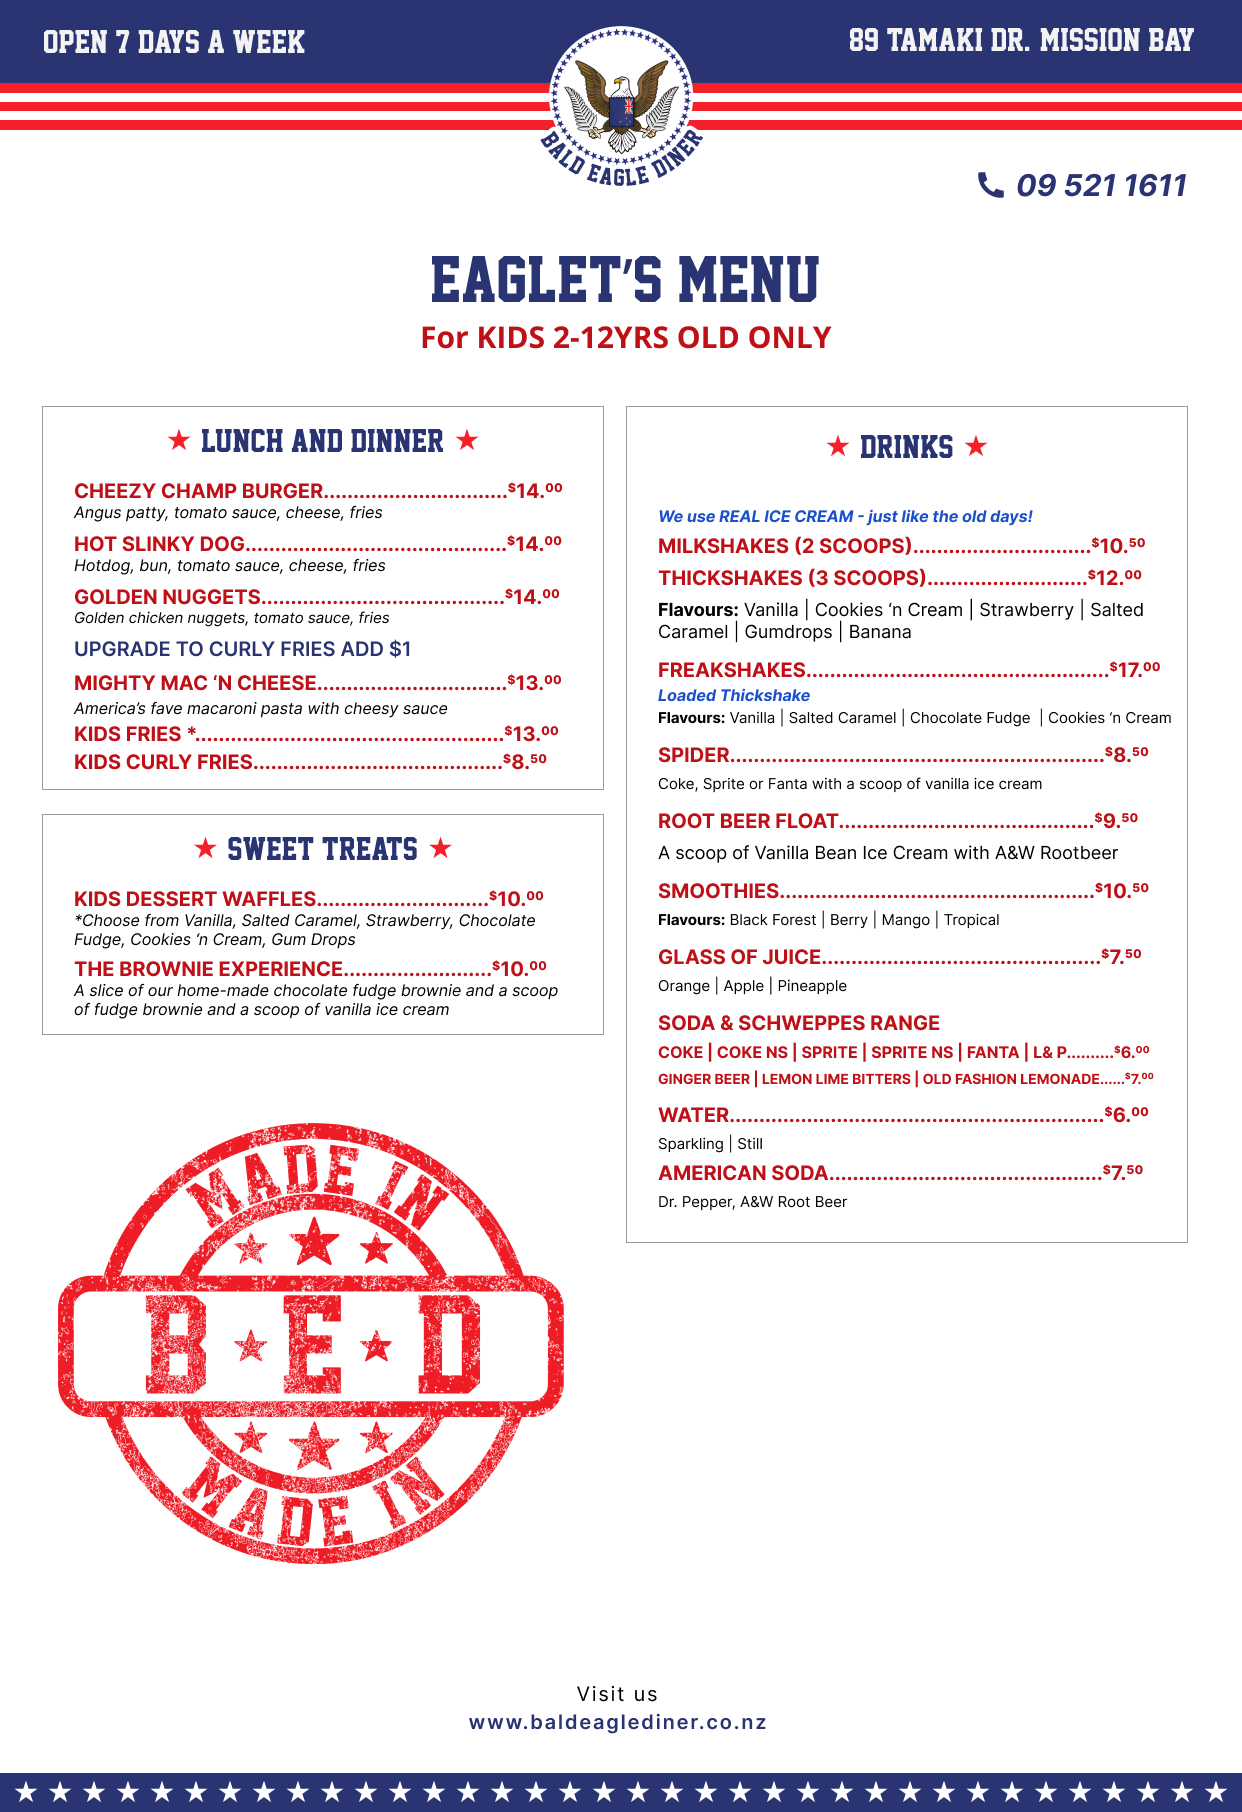 OPEN 7 DAYS A WEEK
89 TAMAKI DR. MISSION BAY
BALD EAGLE DINER
09 521 1611
EAGLET'S MENU
For KIDS 2-12YRS OLD ONLY
★ LUNCH AND DINNER ★
CHEEZY CHAMP BURGER...............................$14.00
Angus patty, tomato sauce, cheese, fries
HOT SLINKY DOG............................................$14.00
Hotdog, bun, tomato sauce, cheese, fries
GOLDEN NUGGETS.........................................$14.00
Golden chicken nuggets, tomato sauce, fries
UPGRADE TO CURLY FRIES ADD $1
MIGHTY MAC ‘N CHEESE................................$13.00
America’s fave macaroni pasta with cheesy sauce
KIDS FRIES *....................................................$13.00
KIDS CURLY FRIES..........................................$8.50
★ SWEET TREATS ★
KIDS DESSERT WAFFLES.............................$10.00
*Choose from Vanilla, Salted Caramel, Strawberry, Chocolate
Fudge, Cookies ‘n Cream, Gum Drops
THE BROWNIE EXPERIENCE.........................$10.00
A slice of our home-made chocolate fudge brownie and a scoop
of fudge brownie and a scoop of vanilla ice cream
★ DRINKS ★
We use REAL ICE CREAM - just like the old days!
MILKSHAKES (2 SCOOPS)..............................$10.50
THICKSHAKES (3 SCOOPS)...........................$12.00
Flavours: Vanilla | Cookies ‘n Cream | Strawberry | Salted
Caramel | Gumdrops | Banana
FREAKSHAKES...................................................$17.00
Loaded Thickshake
Flavours: Vanilla | Salted Caramel | Chocolate Fudge | Cookies ‘n Cream
SPIDER...............................................................$8.50
Coke, Sprite or Fanta with a scoop of vanilla ice cream
ROOT BEER FLOAT...........................................$9.50
A scoop of Vanilla Bean Ice Cream with A&W Rootbeer
SMOOTHIES.....................................................$10.50
Flavours: Black Forest | Berry | Mango | Tropical
GLASS OF JUICE...............................................$7.50
Orange | Apple | Pineapple
SODA & SCHWEPPES RANGE
COKE | COKE NS | SPRITE | SPRITE NS | FANTA | L& P..........$6.00
GINGER BEER | LEMON LIME BITTERS | OLD FASHION LEMONADE......$7.00
WATER...............................................................$6.00
Sparkling | Still
AMERICAN SODA..............................................$7.50
Dr. Pepper, A&W Root Beer
MADE IN
B ★ E ★ D
MADE IN
Visit us
www.baldeaglediner.co.nz